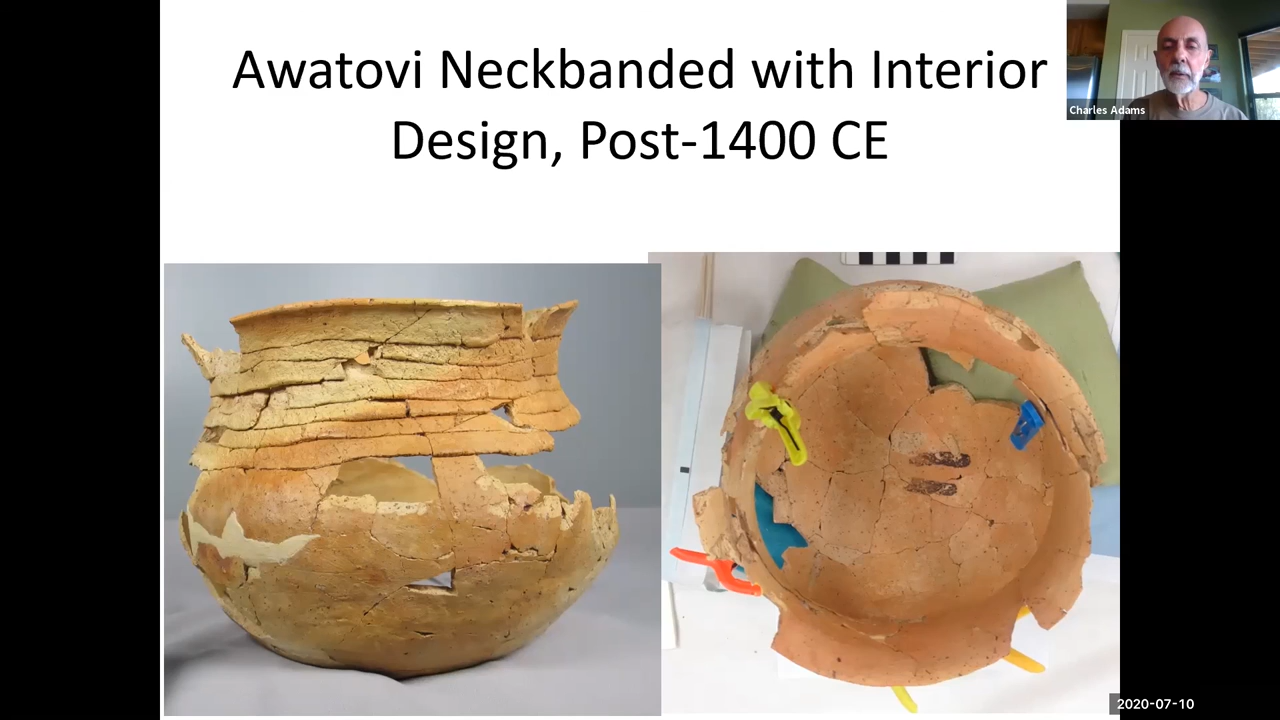 Awatovi Neckbanded with Interior
Design, Post-1400 CE
Charles Adams
2020-07-10